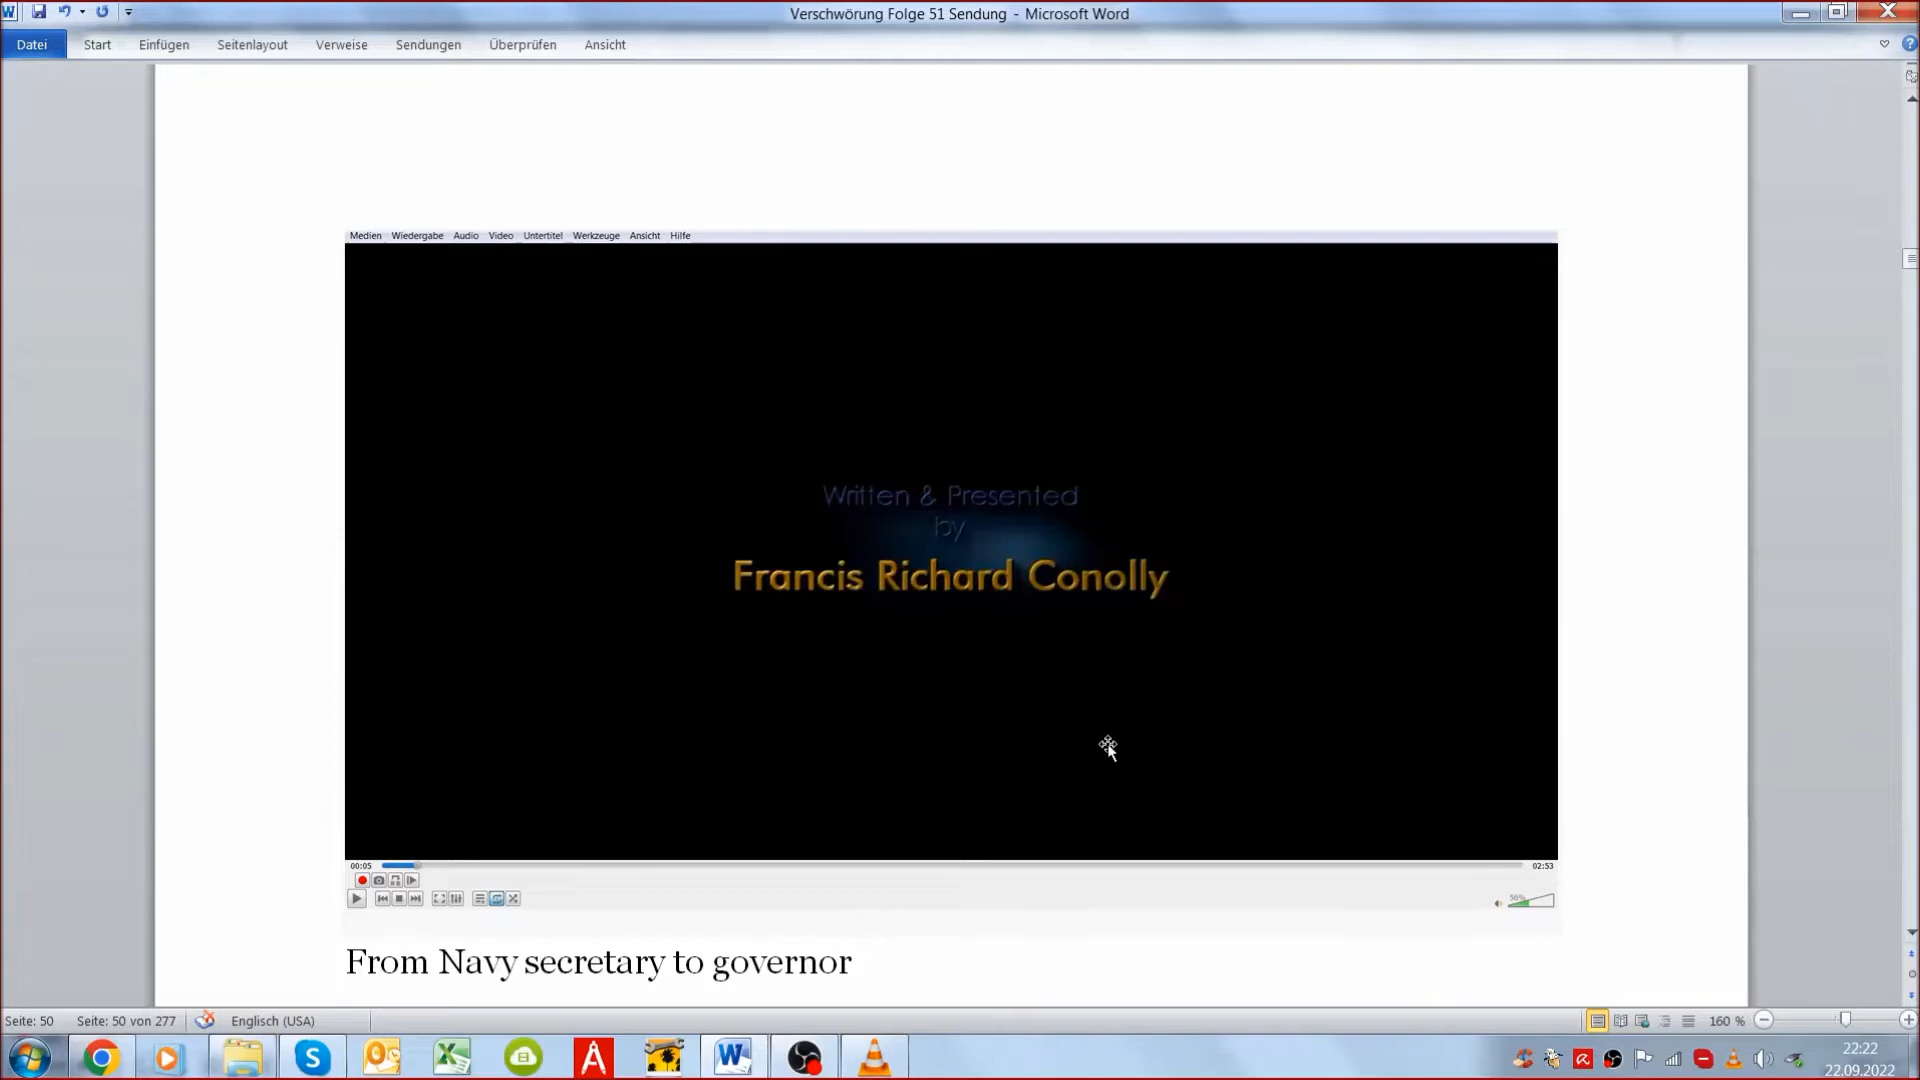 Verschwörung Folge 51 Sendung - Microsoft Word
Datei Start Einfügen Seitenlayout Verweise Sendungen Überprüfen Ansicht
Medien Wiedergabe Audio Video Untertitel Werkzeuge Ansicht Hilfe
Written & Presented
by
Francis Richard Conolly
00:05 02:53
56%
From Navy secretary to governor
Seite: 50 Seite: 50 von 277 Englisch (USA) 160 %
22:22
22.09.2022